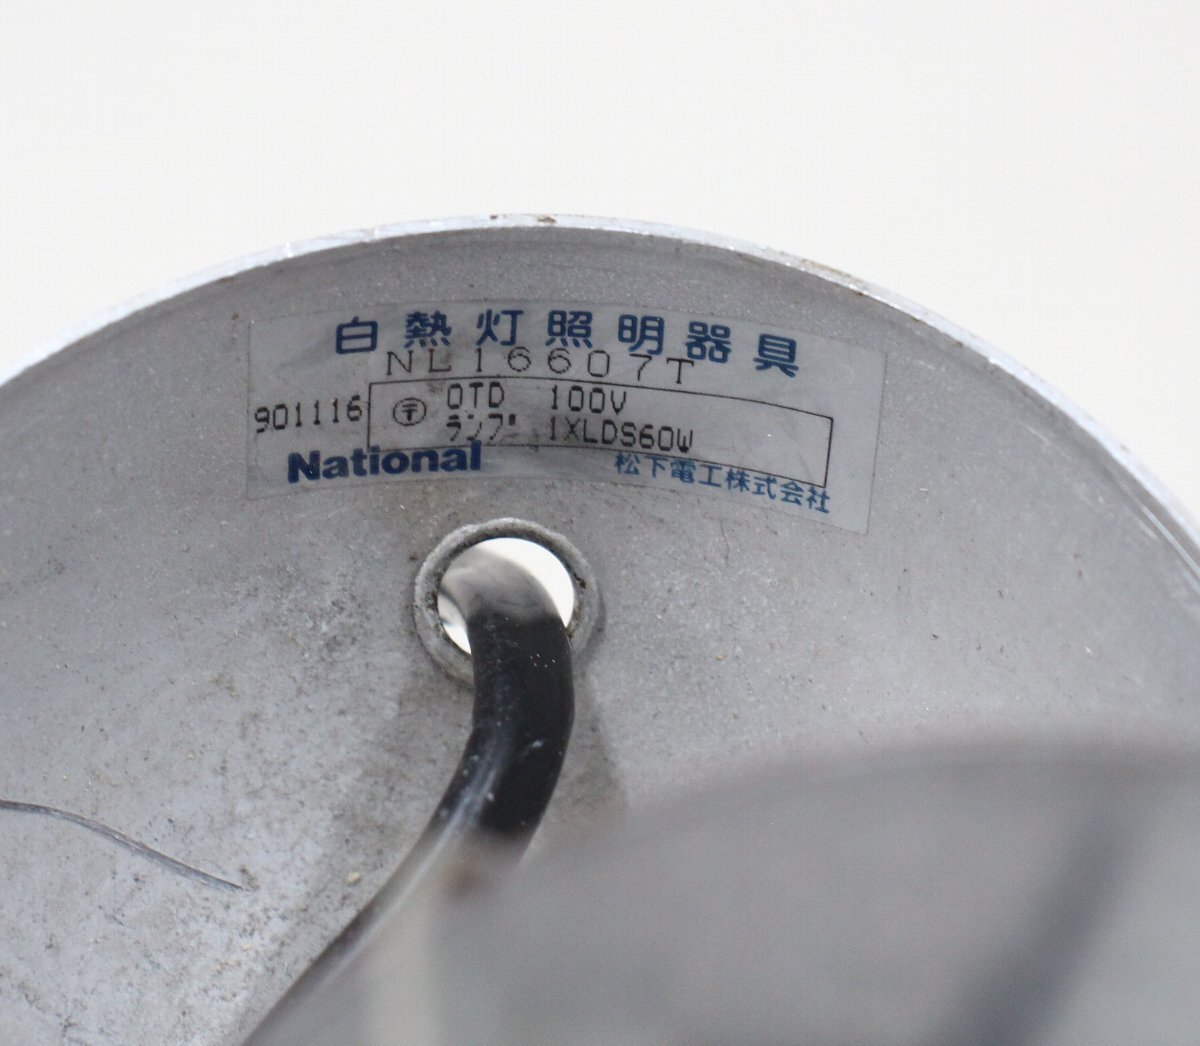 白熱灯照明器具
NL16607T
901116 〶 OTD 100V
ランプ 1XLDS60W
National 松下電工株式会社